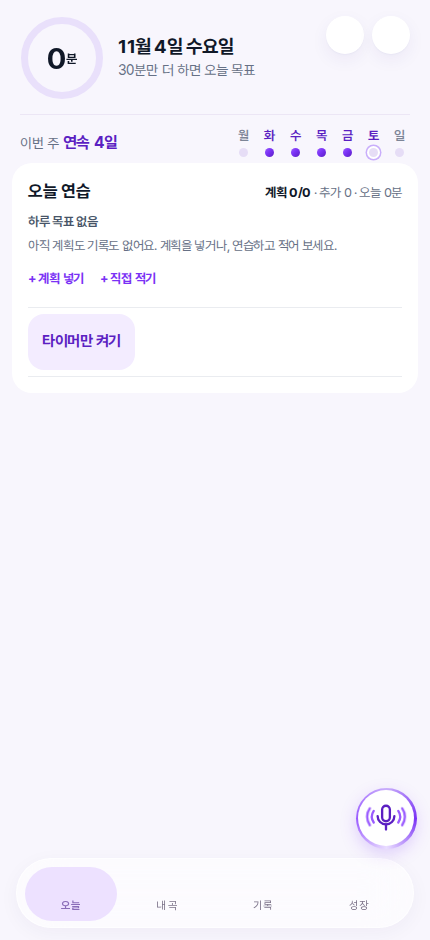 0분
11월 4일 수요일
30분만 더 하면 오늘 목표
이번 주 연속 4일
월 화 수 목 금 토 일
오늘 연습
계획 0/0 · 추가 0 · 오늘 0분
하루 목표 없음
아직 계획도 기록도 없어요. 계획을 넣거나, 연습하고 적어 보세요.
+ 계획 넣기 + 직접 적기
타이머만 켜기
오늘 내 곡 기록 성장